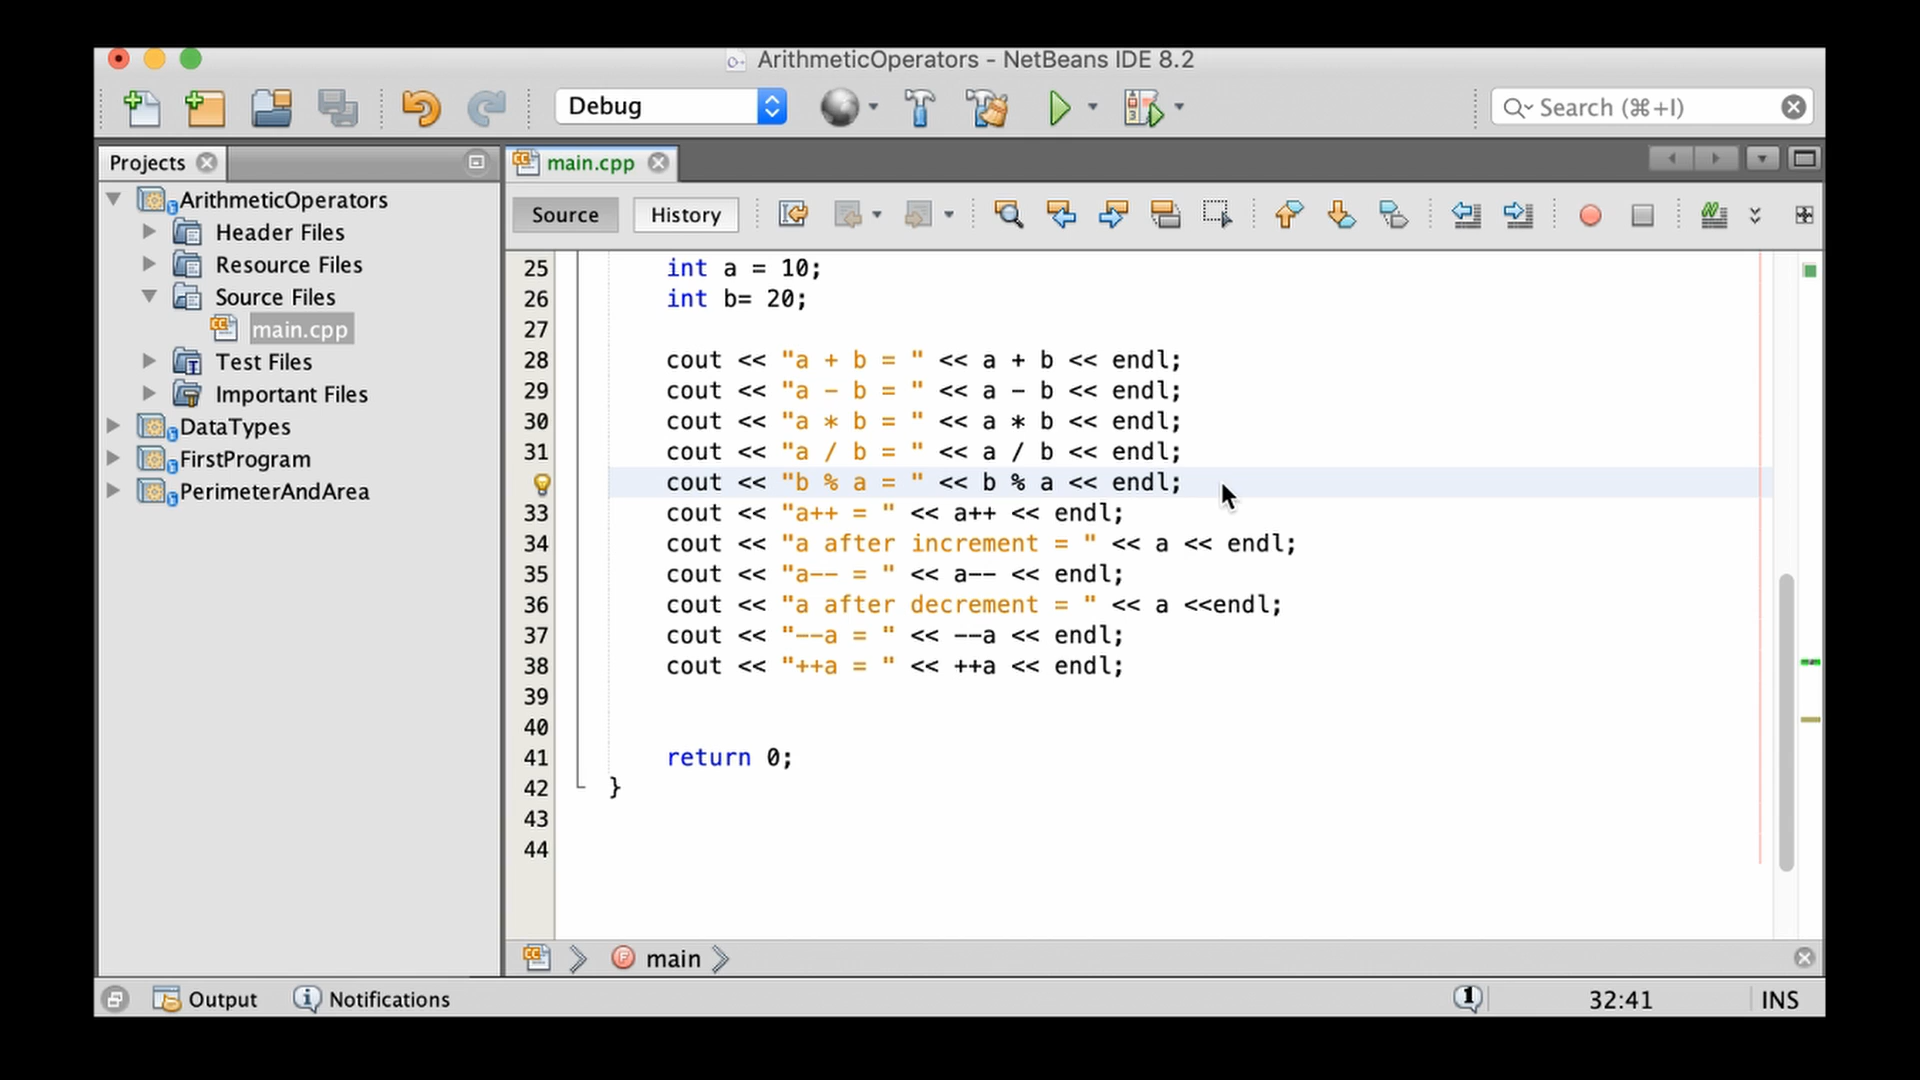 ArithmeticOperators - NetBeans IDE 8.2
Debug
Search (⌘+I)
Projects
main.cpp
ArithmeticOperators
Header Files
Resource Files
Source Files
main.cpp
Test Files
Important Files
DataTypes
FirstProgram
PerimeterAndArea
Source
History
25 int a = 10;
26 int b= 20;
27
28 cout << "a + b = " << a + b << endl;
29 cout << "a - b = " << a - b << endl;
30 cout << "a * b = " << a * b << endl;
31 cout << "a / b = " << a / b << endl;
cout << "b % a = " << b % a << endl;
33 cout << "a++ = " << a++ << endl;
34 cout << "a after increment = " << a << endl;
35 cout << "a-- = " << a-- << endl;
36 cout << "a after decrement = " << a <<endl;
37 cout << "--a = " << --a << endl;
38 cout << "++a = " << ++a << endl;
39
40
41 return 0;
42 }
43
44
main
Output
Notifications
1
32:41
INS